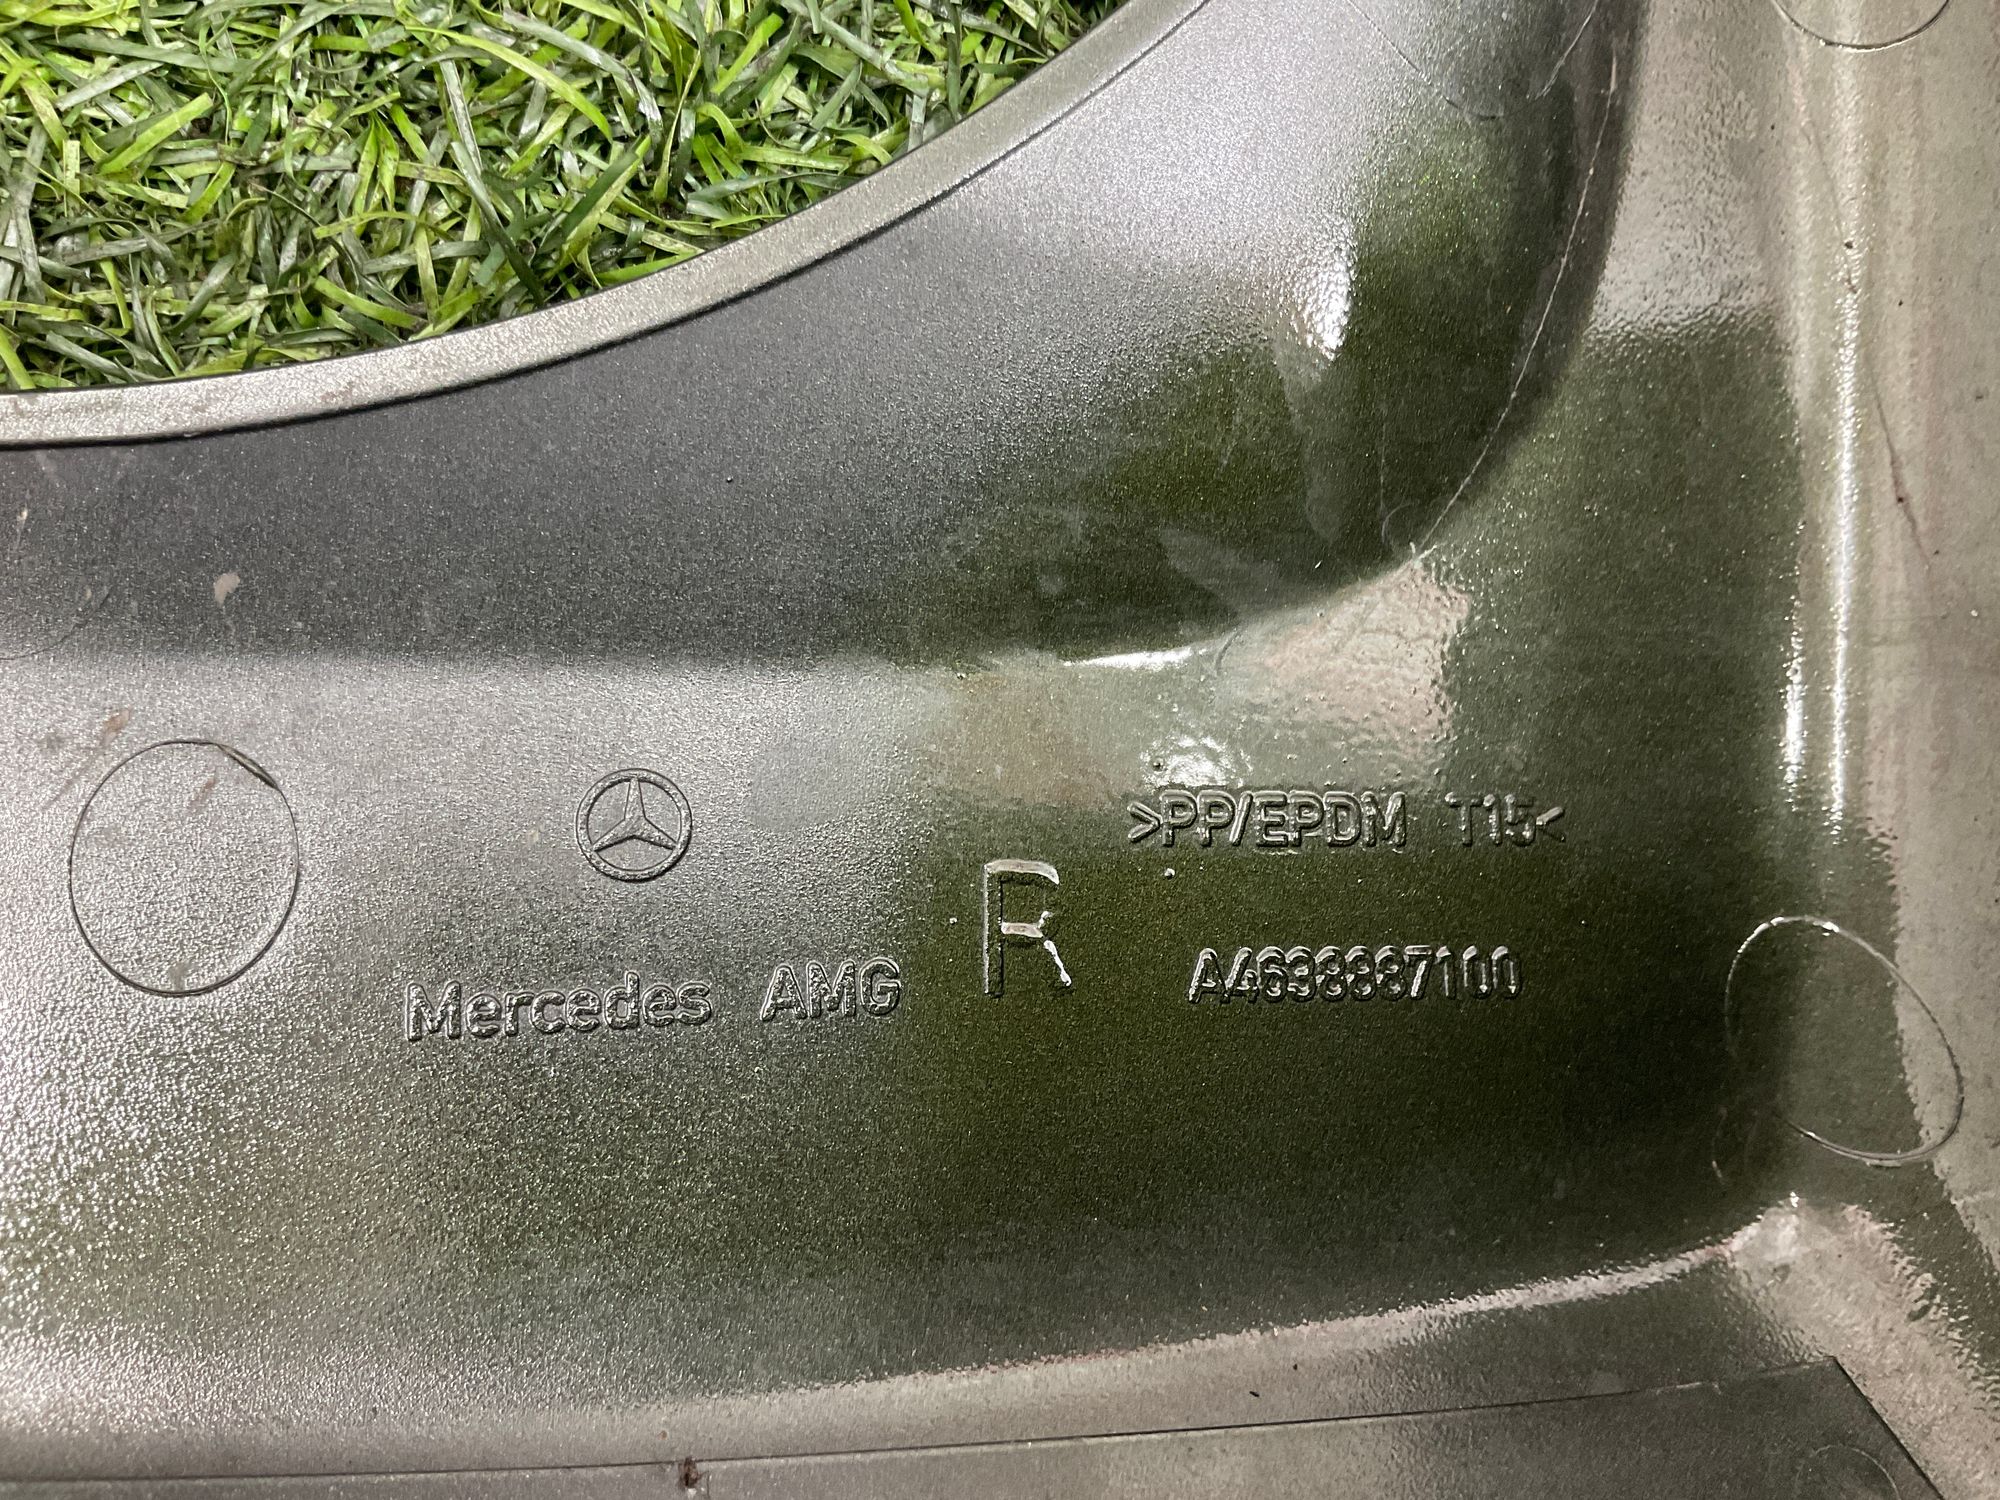 >PP/EPDM T15<
R
Mercedes AMG
A4638887100